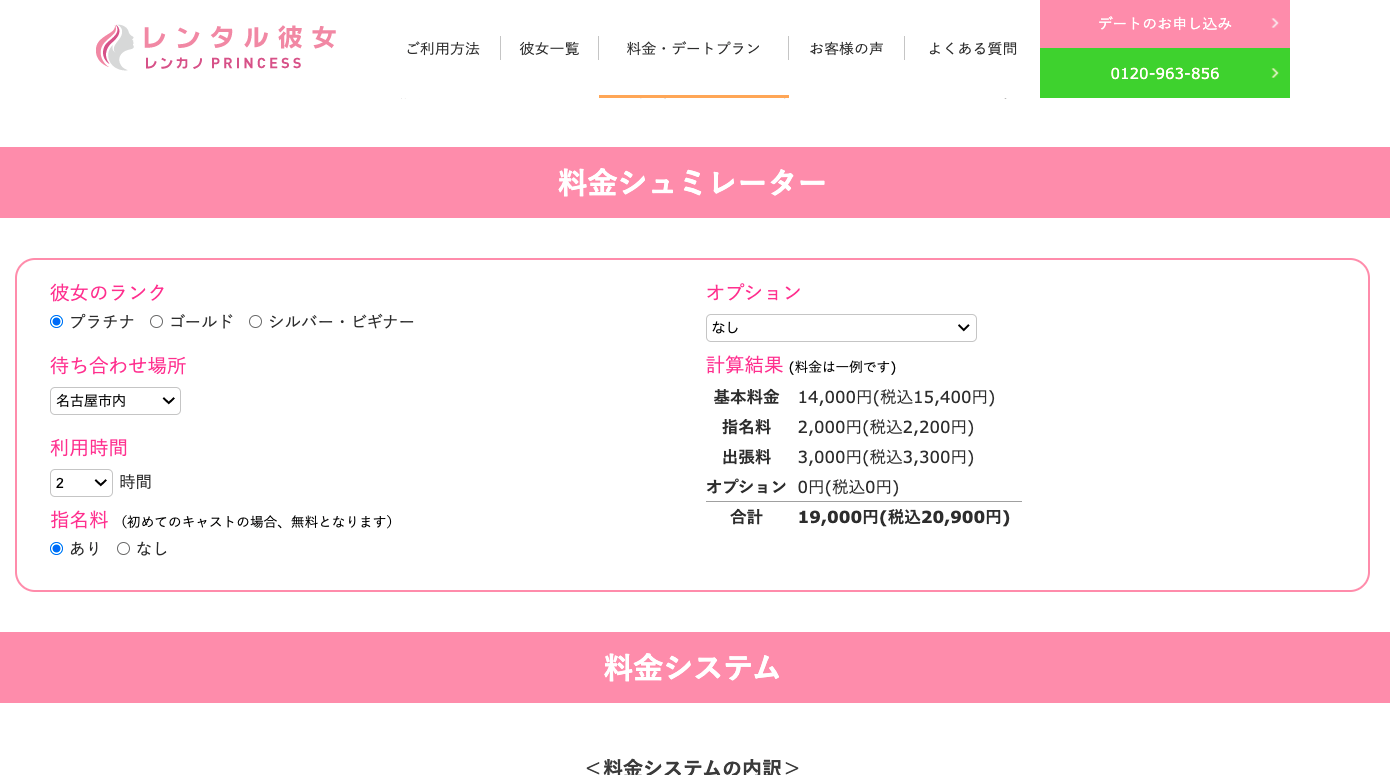 レンタル彼女
レンカノ PRINCESS
ご利用方法
彼女一覧
料金・デートプラン
お客様の声
よくある質問
デートのお申し込み
0120-963-856
料金シュミレーター
彼女のランク
プラチナ ゴールド シルバー・ビギナー
待ち合わせ場所
名古屋市内
利用時間
2 時間
指名料 （初めてのキャストの場合、無料となります）
あり なし
オプション
なし
計算結果 (料金は一例です)
基本料金 14,000円(税込15,400円)
指名料 2,000円(税込2,200円)
出張料 3,000円(税込3,300円)
オプション 0円(税込0円)
合計 19,000円(税込20,900円)
料金システム
＜料金システムの内訳＞